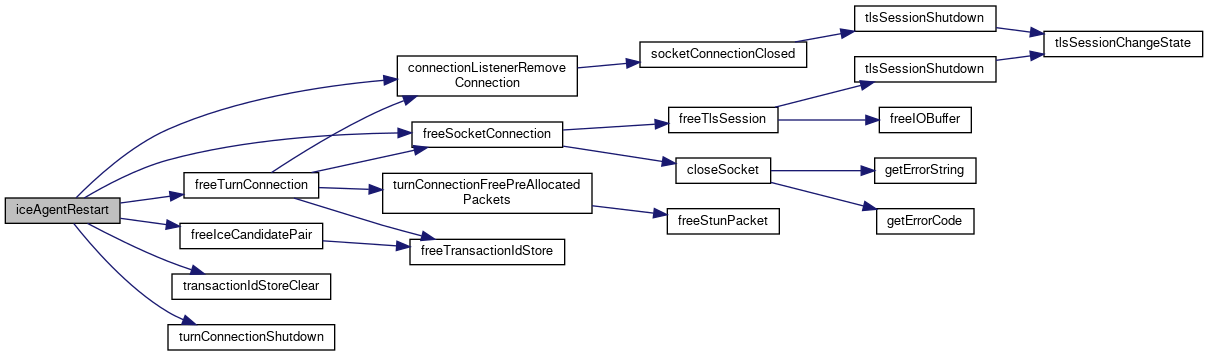 iceAgentRestart
connectionListenerRemove
Connection
freeSocketConnection
freeTurnConnection
turnConnectionFreePreAllocated
Packets
freeIceCandidatePair
freeTransactionIdStore
transactionIdStoreClear
turnConnectionShutdown
socketConnectionClosed
tlsSessionShutdown
tlsSessionChangeState
tlsSessionShutdown
freeTlsSession
freeIOBuffer
closeSocket
getErrorString
getErrorCode
freeStunPacket